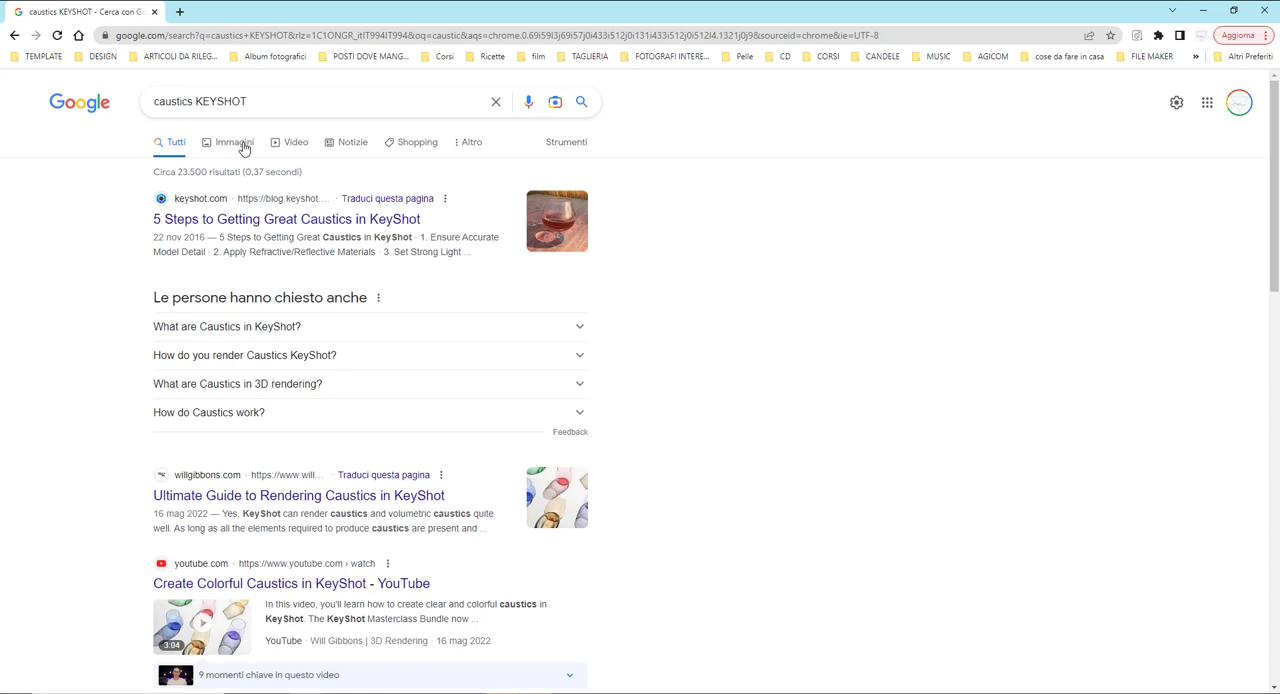 caustics KEYSHOT - Cerca con G
google.com/search?q=caustics+KEYSHOT&rlz=1C1ONGR_itIT994IT994&oq=caustic&aqs=chrome.0.69i59l3j69i57j0i433i512j0i131i433i512j0i512l4.1321j0j9&sourceid=chrome&ie=UTF-8
Aggiorna
TEMPLATE DESIGN ARTICOLI DA RILEG... Album fotografici POSTI DOVE MANG... Corsi Ricette film TAGLIERIA FOTOGRAFI INTERE... Pelle CD CORSI CANDELE MUSIC AGICOM cose da fare in casa FILE MAKER » Altri Preferiti
Google
caustics KEYSHOT
Tutti Immagini Video Notizie Shopping Altro Strumenti
Circa 23.500 risultati (0,37 secondi)
keyshot.com · https://blog.keyshot.... · Traduci questa pagina
5 Steps to Getting Great Caustics in KeyShot
22 nov 2016 — 5 Steps to Getting Great Caustics in KeyShot · 1. Ensure Accurate
Model Detail · 2. Apply Refractive/Reflective Materials · 3. Set Strong Light ...
Le persone hanno chiesto anche
What are Caustics in KeyShot?
How do you render Caustics KeyShot?
What are Caustics in 3D rendering?
How do Caustics work?
Feedback
willgibbons.com · https://www.will... · Traduci questa pagina
Ultimate Guide to Rendering Caustics in KeyShot
16 mag 2022 — Yes, KeyShot can render caustics and volumetric caustics quite
well. As long as all the elements required to produce caustics are present and ...
youtube.com · https://www.youtube.com › watch
Create Colorful Caustics in KeyShot - YouTube
In this video, you'll learn how to create clear and colorful caustics in
KeyShot. The KeyShot Masterclass Bundle now ...
3:04
YouTube · Will Gibbons | 3D Rendering · 16 mag 2022
9 momenti chiave in questo video